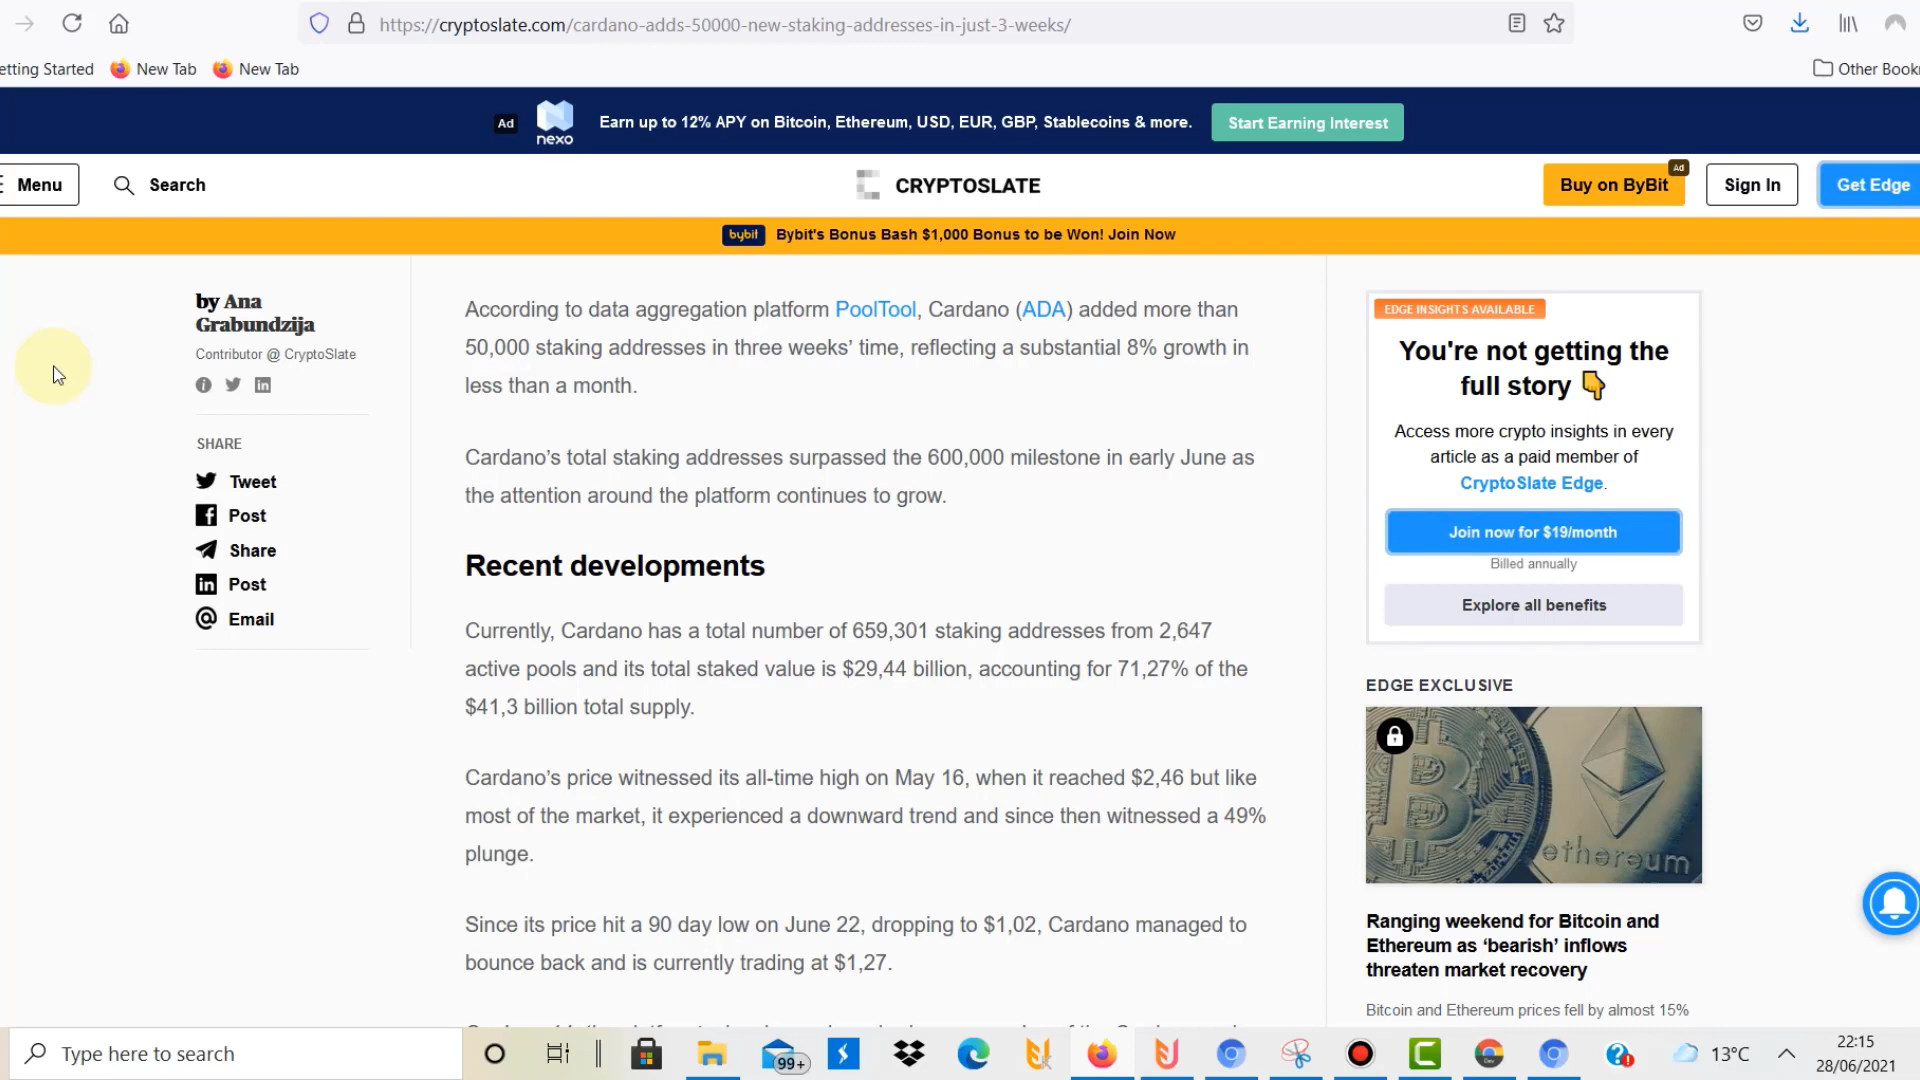 https://cryptoslate.com/cardano-adds-50000-new-staking-addresses-in-just-3-weeks/
etting Started New Tab New Tab Other Book
Ad nexo Earn up to 12% APY on Bitcoin, Ethereum, USD, EUR, GBP, Stablecoins & more. Start Earning Interest
Menu Search CRYPTOSLATE Buy on ByBit Ad Sign In Get Edge
bybit Bybit's Bonus Bash $1,000 Bonus to be Won! Join Now
by Ana
Grabundzija
Contributor @ CryptoSlate
SHARE
Tweet
Post
Share
Post
Email
According to data aggregation platform PoolTool, Cardano (ADA) added more than
50,000 staking addresses in three weeks’ time, reflecting a substantial 8% growth in
less than a month.
Cardano’s total staking addresses surpassed the 600,000 milestone in early June as
the attention around the platform continues to grow.
Recent developments
Currently, Cardano has a total number of 659,301 staking addresses from 2,647
active pools and its total staked value is $29,44 billion, accounting for 71,27% of the
$41,3 billion total supply.
Cardano’s price witnessed its all-time high on May 16, when it reached $2,46 but like
most of the market, it experienced a downward trend and since then witnessed a 49%
plunge.
Since its price hit a 90 day low on June 22, dropping to $1,02, Cardano managed to
bounce back and is currently trading at $1,27.
EDGE INSIGHTS AVAILABLE
You're not getting the
full story 👇
Access more crypto insights in every
article as a paid member of
CryptoSlate Edge.
Join now for $19/month
Billed annually
Explore all benefits
EDGE EXCLUSIVE
ethereum
Ranging weekend for Bitcoin and
Ethereum as ‘bearish’ inflows
threaten market recovery
Bitcoin and Ethereum prices fell by almost 15%
Type here to search
99+
13°C
22:15
28/06/2021